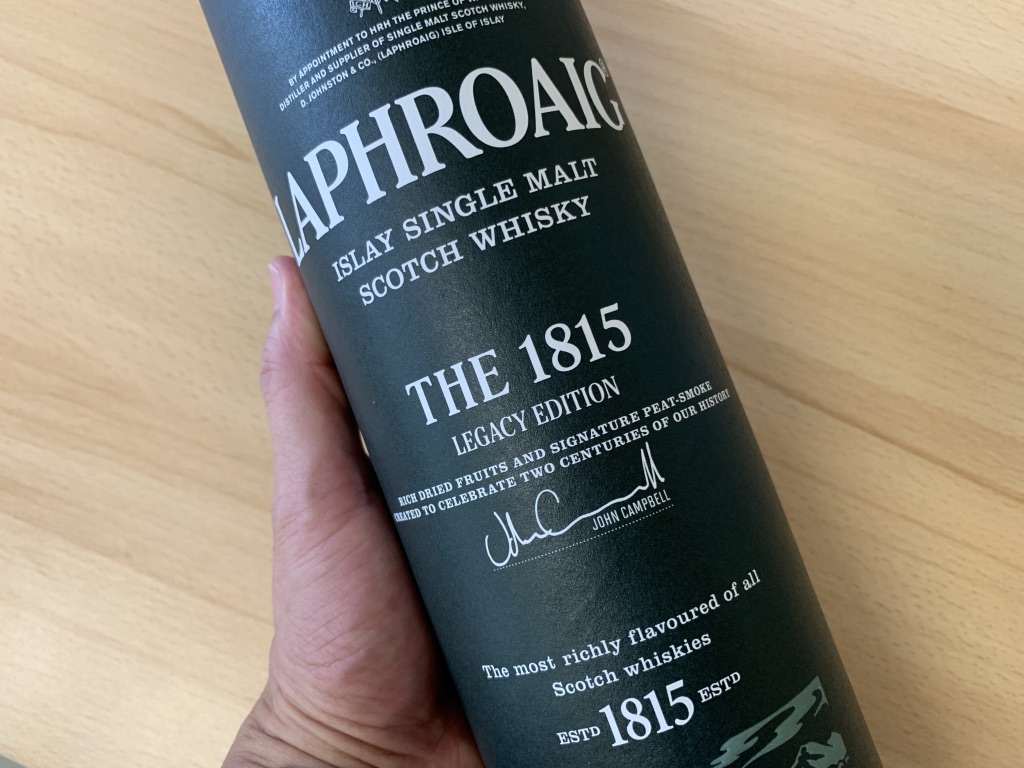 BY APPOINTMENT TO HRH THE PRINCE OF
DISTILLER AND SUPPLIER OF SINGLE MALT SCOTCH WHISKY,
D. JOHNSTON & CO., (LAPHROAIG) ISLE OF ISLAY
LAPHROAIG
ISLAY SINGLE MALT
SCOTCH WHISKY
THE 1815
LEGACY EDITION
RICH DRIED FRUITS AND SIGNATURE PEAT-SMOKE
CREATED TO CELEBRATE TWO CENTURIES OF OUR HISTORY
John Campbell
JOHN CAMPBELL
The most richly flavoured of all
Scotch whiskies
ESTD 1815 ESTD